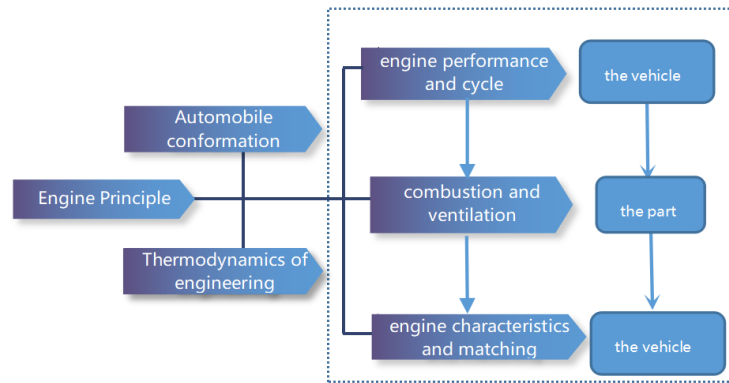 engine performance
and cycle
the vehicle
Automobile
conformation
Engine Principle
combustion and
ventilation
the part
Thermodynamics of
engineering
engine characteristics
and matching
the vehicle